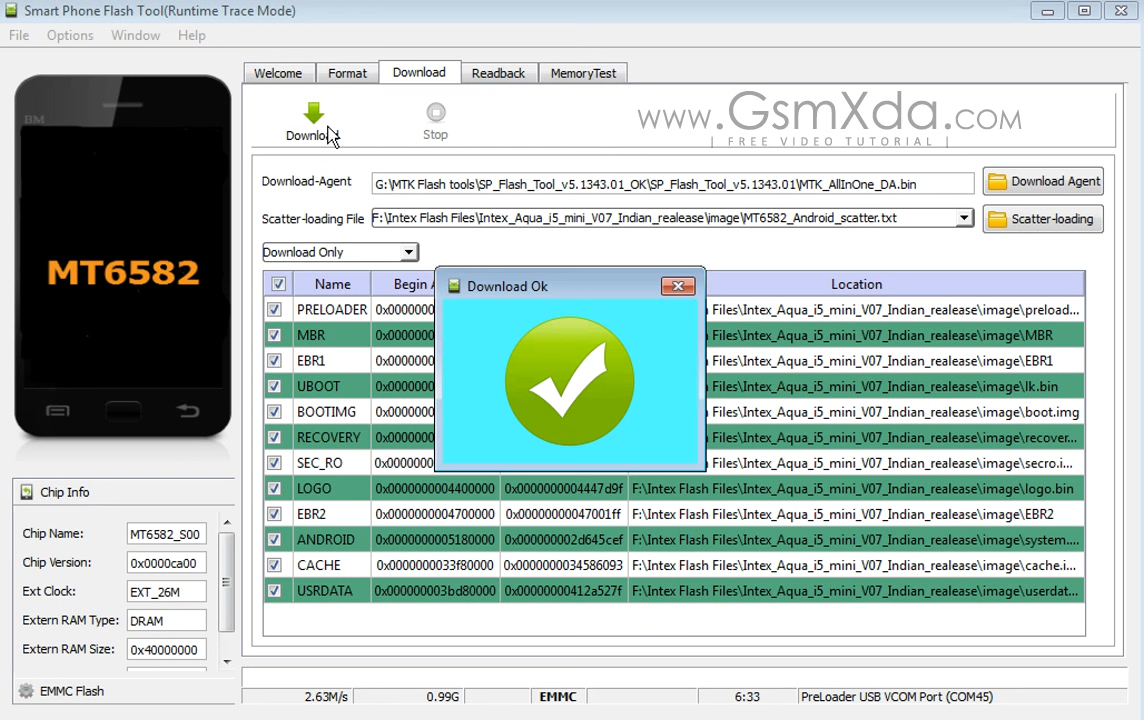 Smart Phone Flash Tool(Runtime Trace Mode)
File Options Window Help
Welcome Format Download Readback MemoryTest
BM
Download Stop
www.GsmXda.com
| FREE VIDEO TUTORIAL |
Download-Agent G:\MTK Flash tools\SP_Flash_Tool_v5.1343.01_OK\SP_Flash_Tool_v5.1343.01\MTK_AllInOne_DA.bin Download Agent
Scatter-loading File F:\Intex Flash Files\Intex_Aqua_i5_mini_V07_Indian_realease\image\MT6582_Android_scatter.txt Scatter-loading
Download Only
MT6582
Name Begin Location
Download Ok
PRELOADER 0x0000000 Files\Intex_Aqua_i5_mini_V07_Indian_realease\image\preload...
MBR 0x0000000 Files\Intex_Aqua_i5_mini_V07_Indian_realease\image\MBR
EBR1 0x0000000 Files\Intex_Aqua_i5_mini_V07_Indian_realease\image\EBR1
UBOOT 0x0000000 Files\Intex_Aqua_i5_mini_V07_Indian_realease\image\lk.bin
BOOTIMG 0x0000000 Files\Intex_Aqua_i5_mini_V07_Indian_realease\image\boot.img
RECOVERY 0x0000000 Files\Intex_Aqua_i5_mini_V07_Indian_realease\image\recover...
SEC_RO 0x0000000 Files\Intex_Aqua_i5_mini_V07_Indian_realease\image\secro.i...
LOGO 0x0000000004400000 0x0000000004447d9f F:\Intex Flash Files\Intex_Aqua_i5_mini_V07_Indian_realease\image\logo.bin
EBR2 0x0000000004700000 0x00000000047001ff F:\Intex Flash Files\Intex_Aqua_i5_mini_V07_Indian_realease\image\EBR2
ANDROID 0x0000000005180000 0x000000002d645cef F:\Intex Flash Files\Intex_Aqua_i5_mini_V07_Indian_realease\image\system....
CACHE 0x0000000033f80000 0x0000000034586093 F:\Intex Flash Files\Intex_Aqua_i5_mini_V07_Indian_realease\image\cache.i...
USRDATA 0x000000003bd80000 0x00000000412a527f F:\Intex Flash Files\Intex_Aqua_i5_mini_V07_Indian_realease\image\userdat...
Chip Info
Chip Name: MT6582_S00
Chip Version: 0x0000ca00
Ext Clock: EXT_26M
Extern RAM Type: DRAM
Extern RAM Size: 0x40000000
EMMC Flash
2.63M/s 0.99G EMMC 6:33 PreLoader USB VCOM Port (COM45)